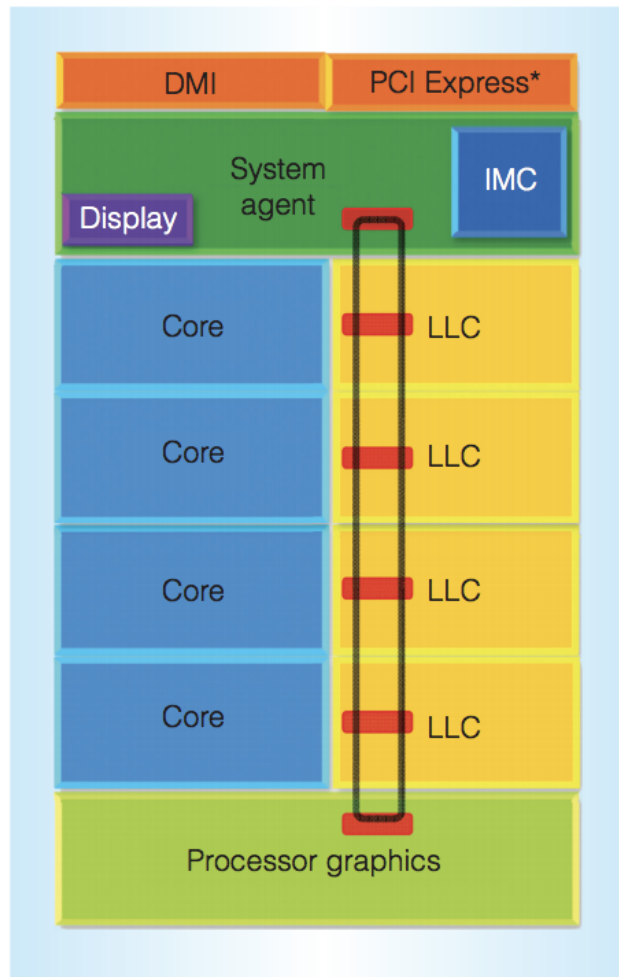 DMI
PCI Express*
System
agent
IMC
Display
Core
LLC
Core
LLC
Core
LLC
Core
LLC
Processor graphics